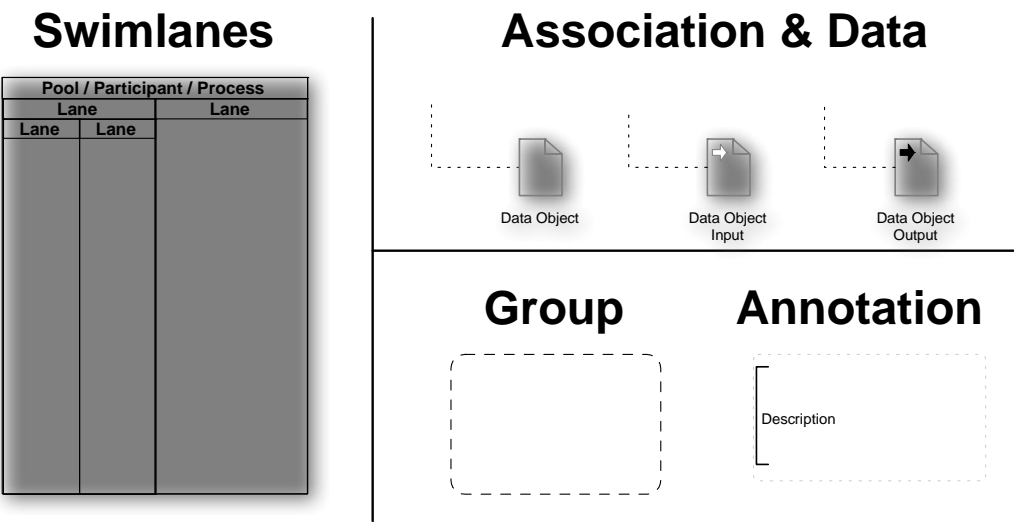 Swimlanes
Pool / Participant / Process
Lane
Lane
Lane
Lane
Association & Data
Data Object
Data Object
Input
Data Object
Output
Group
Annotation
Description